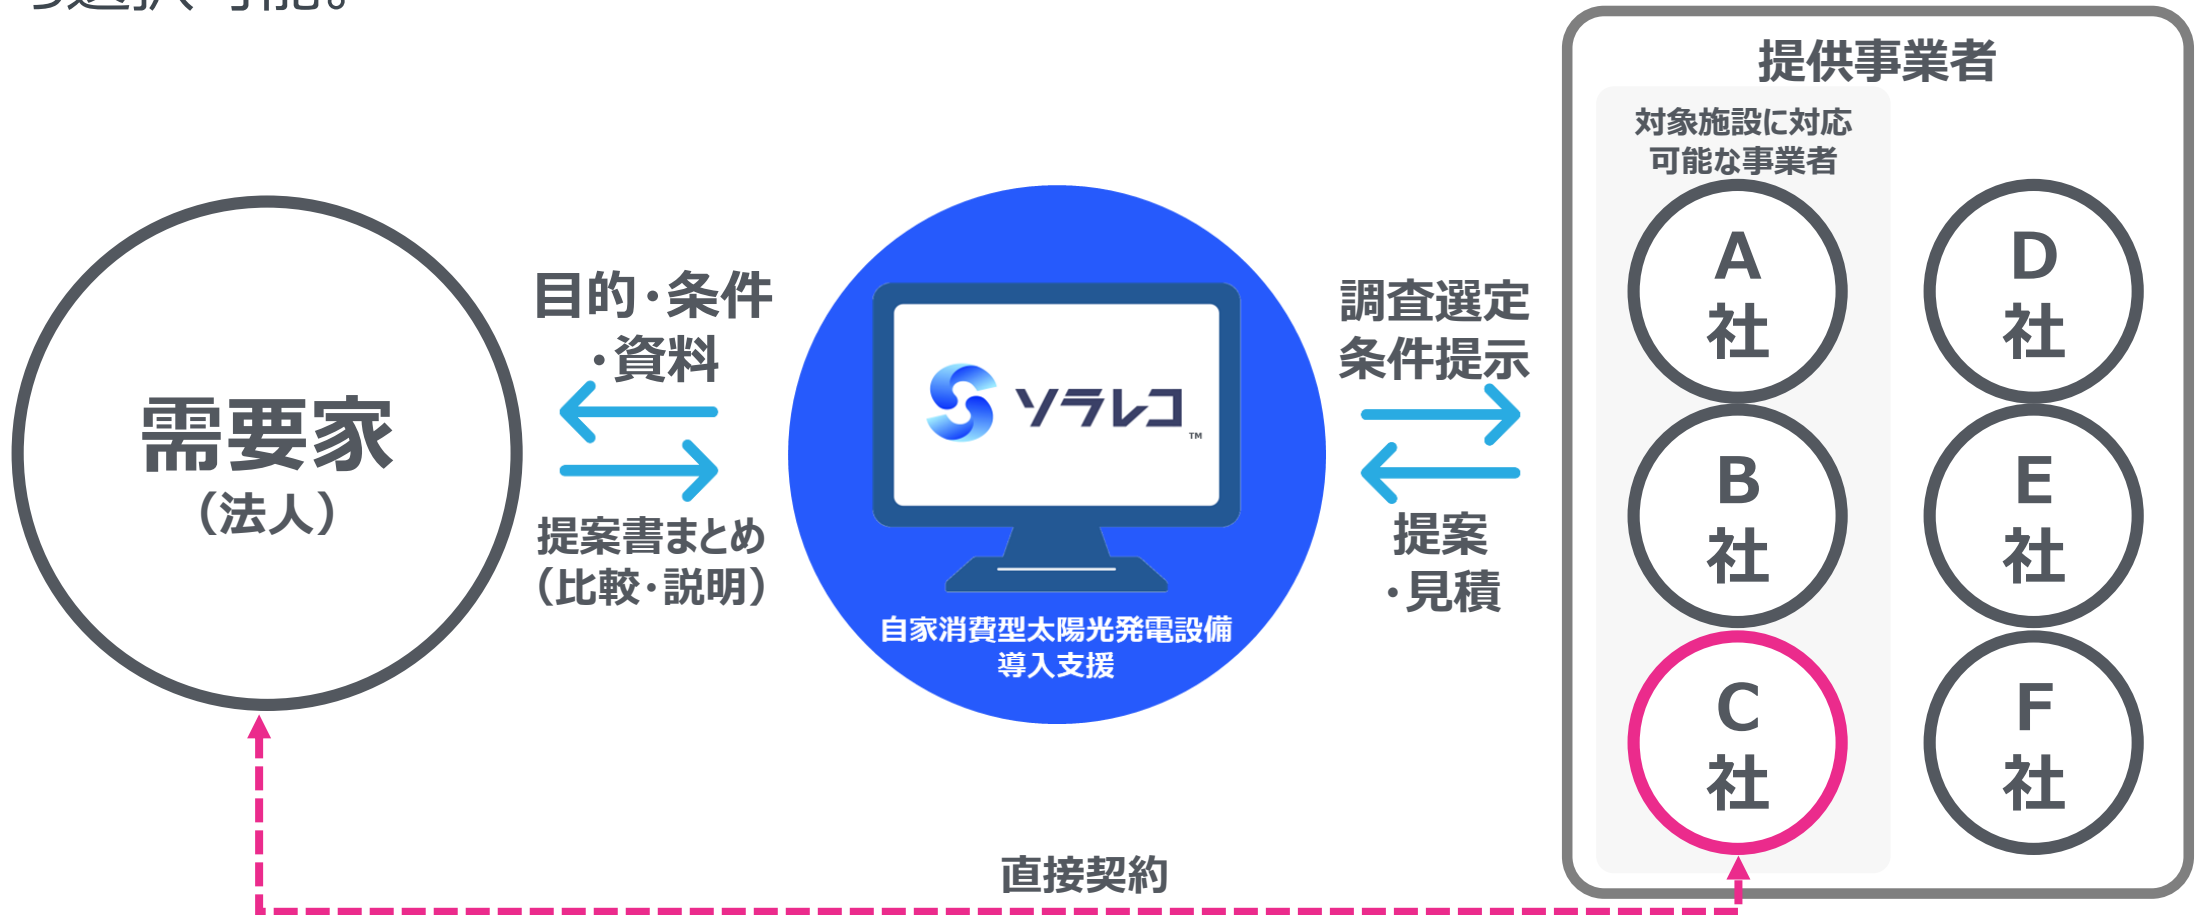 選択可能。
提供事業者
対象施設に対応
可能な事業者
A
社
D
社
B
社
E
社
C
社
F
社
目的・条件
・資料
調査選定
条件提示
需要家
（法人）
ソラレコ
TM
提案書まとめ
（比較・説明）
提案
・見積
自家消費型太陽光発電設備
導入支援
直接契約